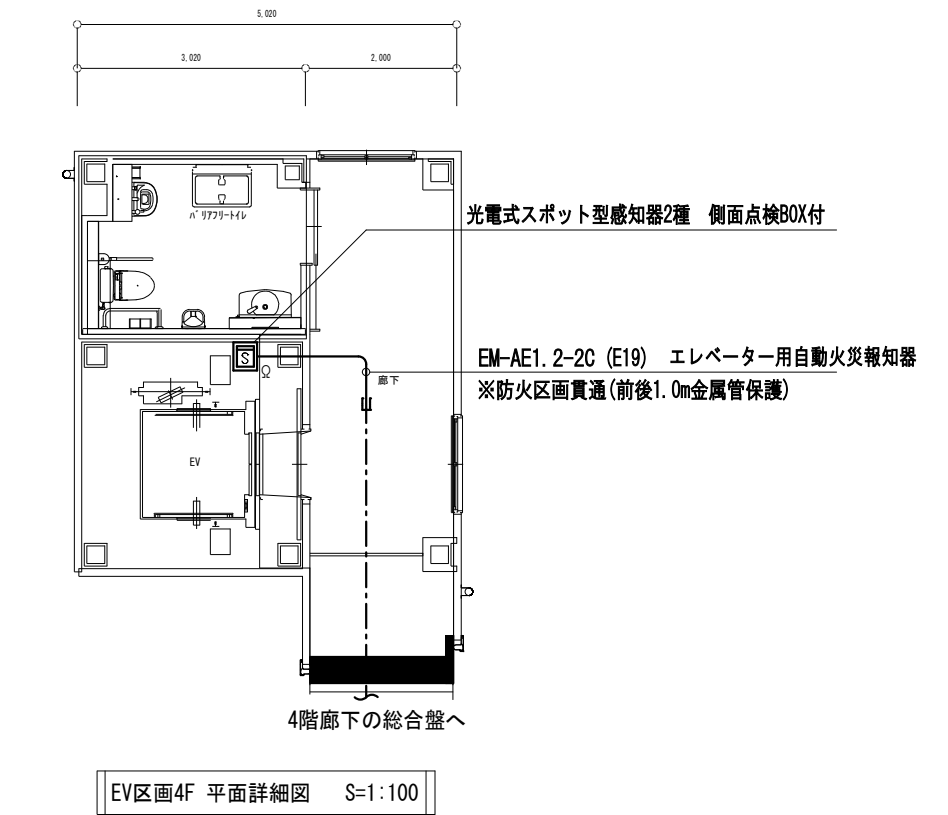 5,020
3,020
2,000
バリアフリートイレ
光電式スポット型感知器2種 側面点検BOX付
S
Ω
EM-AE1.2-2C (E19) エレベーター用自動火災報知器
※防火区画貫通(前後1.0m金属管保護)
廊下
EV
4階廊下の総合盤へ
EV区画4F 平面詳細図 S=1:100